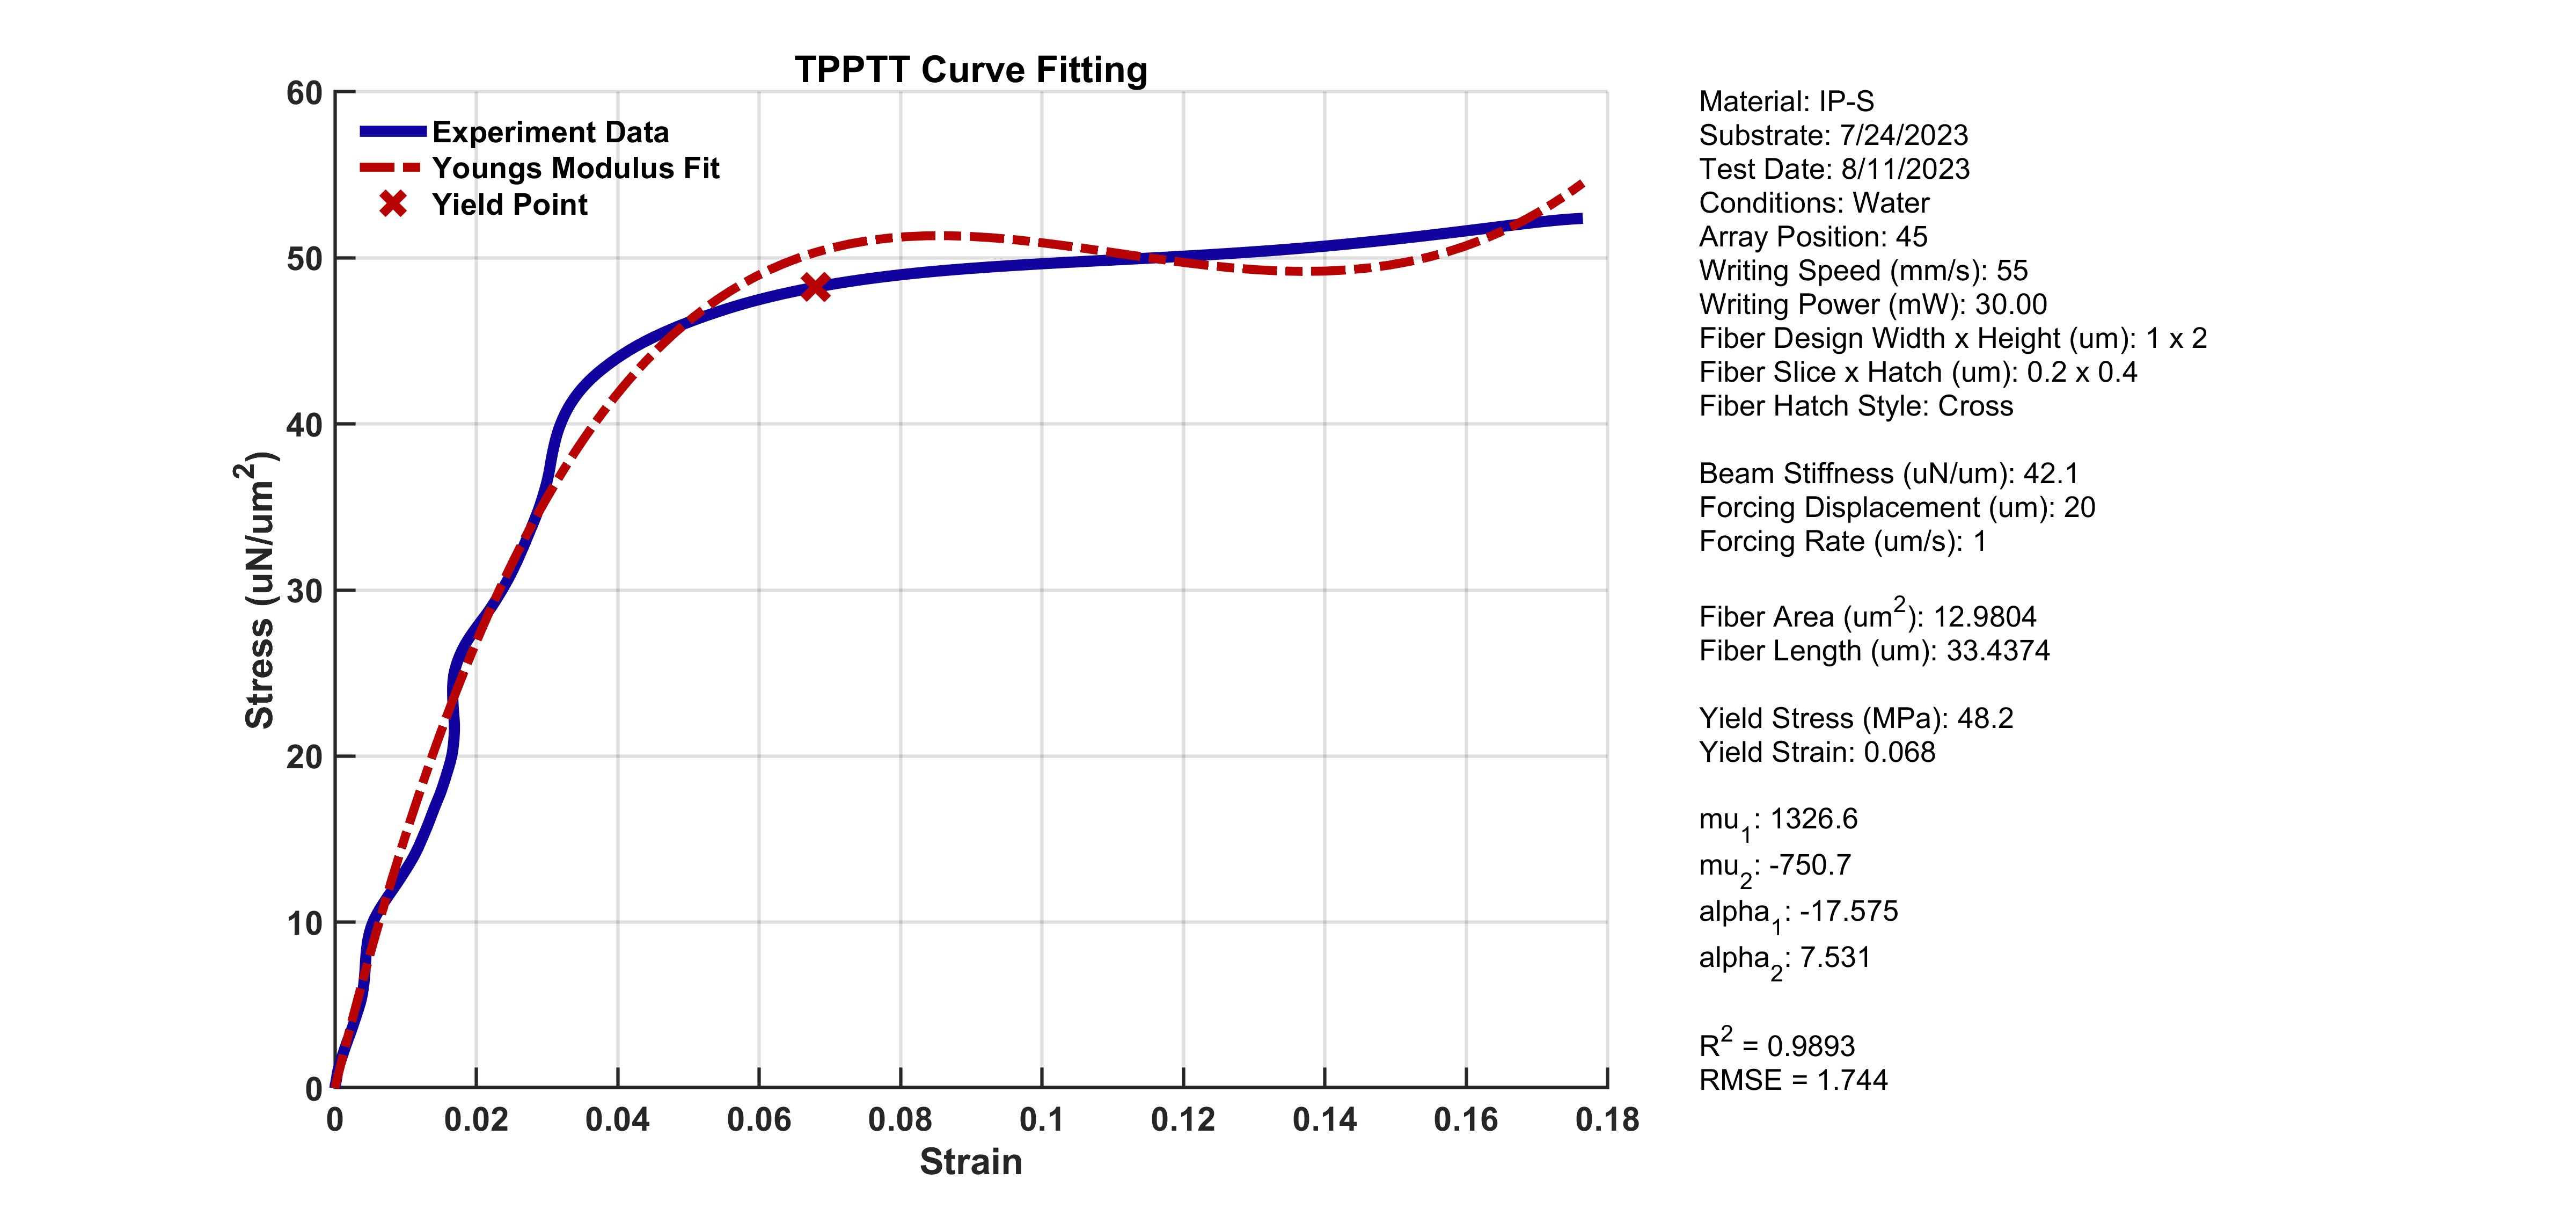 TPPTT Curve Fitting
60
50
40
30
20
10
0
Stress (uN/um²)
Experiment Data
Youngs Modulus Fit
Yield Point
0 0.02 0.04 0.06 0.08 0.1 0.12 0.14 0.16 0.18
Strain
Material: IP-S
Substrate: 7/24/2023
Test Date: 8/11/2023
Conditions: Water
Array Position: 45
Writing Speed (mm/s): 55
Writing Power (mW): 30.00
Fiber Design Width x Height (um): 1 x 2
Fiber Slice x Hatch (um): 0.2 x 0.4
Fiber Hatch Style: Cross
Beam Stiffness (uN/um): 42.1
Forcing Displacement (um): 20
Forcing Rate (um/s): 1
Fiber Area (um²): 12.9804
Fiber Length (um): 33.4374
Yield Stress (MPa): 48.2
Yield Strain: 0.068
mu₁: 1326.6
mu₂: -750.7
alpha₁: -17.575
alpha₂: 7.531
R² = 0.9893
RMSE = 1.744